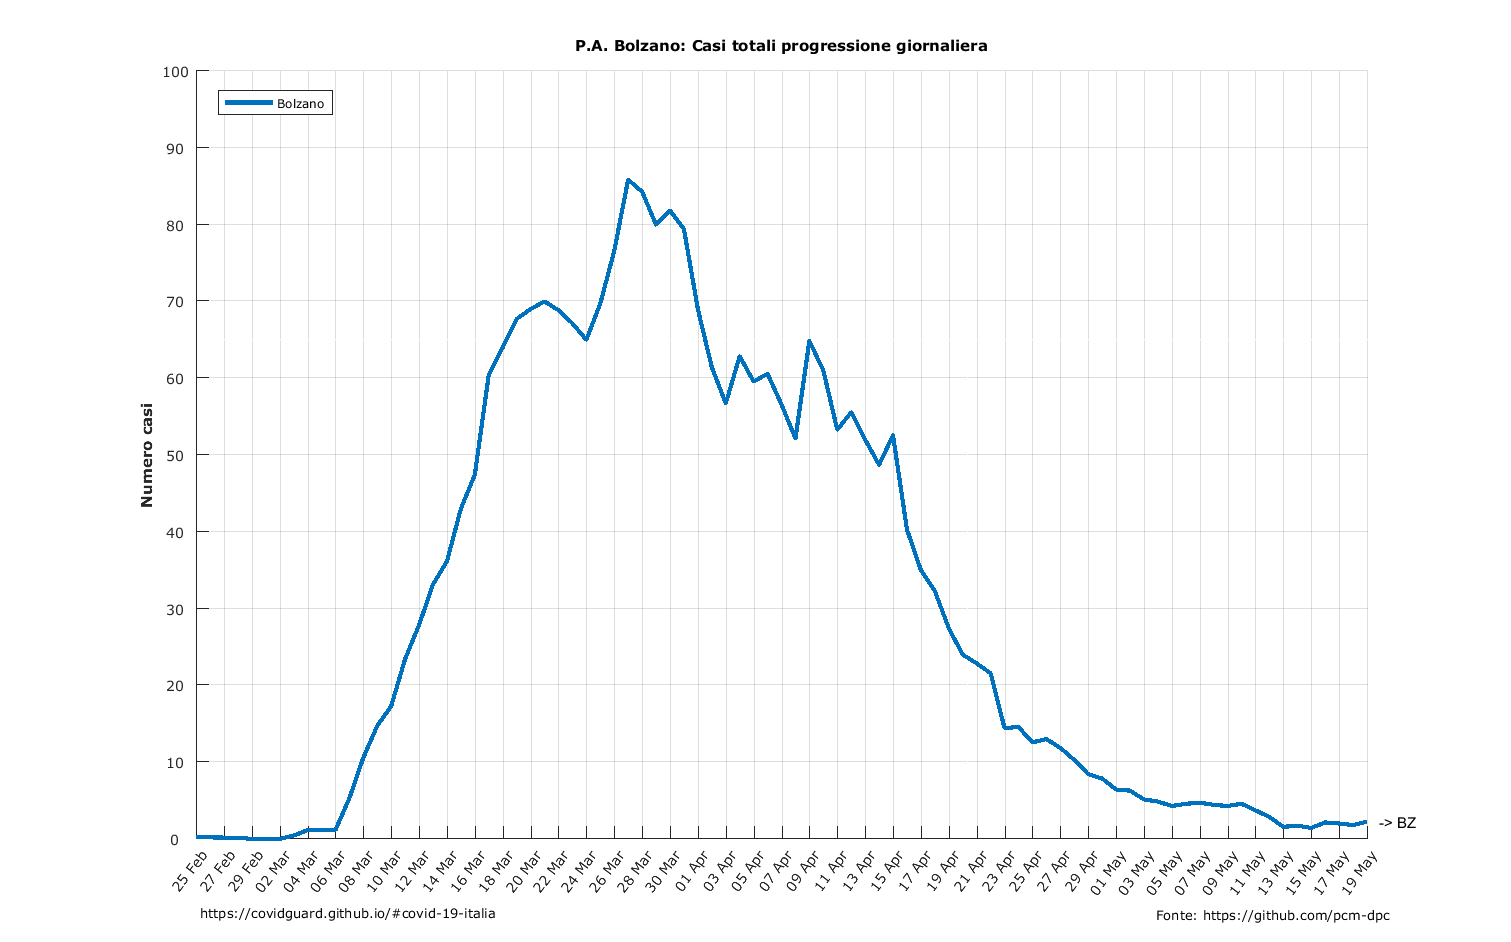 P.A. Bolzano: Casi totali progressione giornaliera
100
Bolzano
90
80
70
60
50
40
30
20
10
0
Numero casi
-> BZ
25 Feb
27 Feb
29 Feb
02 Mar
04 Mar
06 Mar
08 Mar
10 Mar
12 Mar
14 Mar
16 Mar
18 Mar
20 Mar
22 Mar
24 Mar
26 Mar
28 Mar
30 Mar
01 Apr
03 Apr
05 Apr
07 Apr
09 Apr
11 Apr
13 Apr
15 Apr
17 Apr
19 Apr
21 Apr
23 Apr
25 Apr
27 Apr
29 Apr
01 May
03 May
05 May
07 May
09 May
11 May
13 May
15 May
17 May
19 May
https://covidguard.github.io/#covid-19-italia
Fonte: https://github.com/pcm-dpc